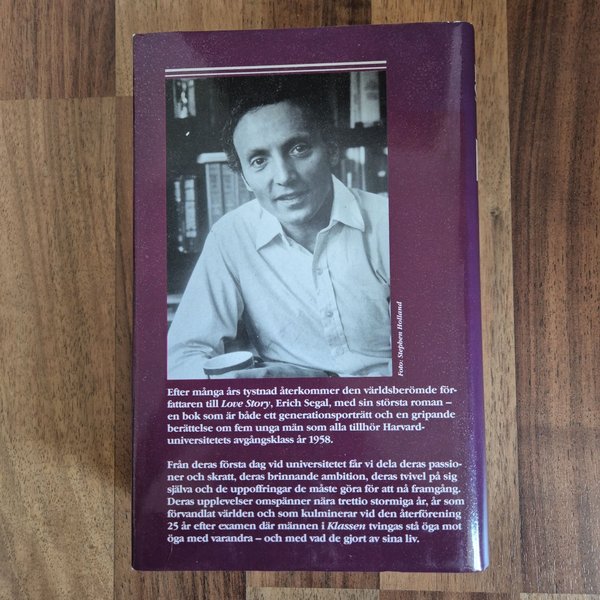 Foto: Stephen Holland
Efter många års tystnad återkommer den världsberömde för-
fattaren till Love Story, Erich Segal, med sin största roman –
en bok som är både ett generationsporträtt och en gripande
berättelse om fem unga män som alla tillhör Harvard-
universitetets avgångsklass år 1958.
Från deras första dag vid universitetet får vi dela deras passio-
ner och skratt, deras brinnande ambition, deras tvivel på sig
själva och de uppoffringar de måste göra för att nå framgång.
Deras upplevelser omspänner nära trettio stormiga år, år som
förvandlat världen och som kulminerar vid den återförening
25 år efter examen där männen i Klassen tvingas stå öga mot
öga med varandra – och med vad de gjort av sina liv.